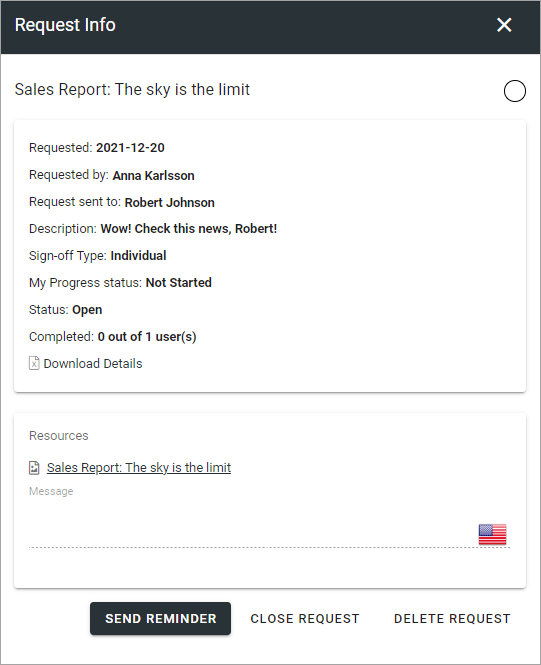 Request Info
Sales Report: The sky is the limit
Requested: 2021-12-20
Requested by: Anna Karlsson
Request sent to: Robert Johnson
Description: Wow! Check this news, Robert!
Sign-off Type: Individual
My Progress status: Not Started
Status: Open
Completed: 0 out of 1 user(s)
Download Details
Resources
Sales Report: The sky is the limit
Message
SEND REMINDER CLOSE REQUEST DELETE REQUEST